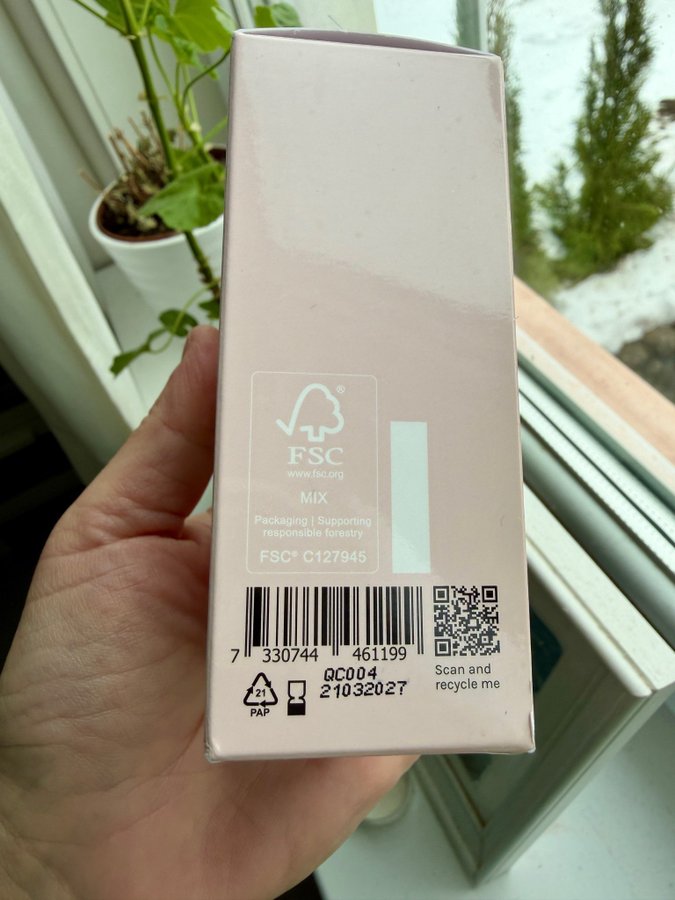 ®
FSC
www.fsc.org
MIX
Packaging | Supporting
responsible forestry
FSC® C127945
7 330744 461199
QC004
21032027
Scan and
recycle me
21
PAP